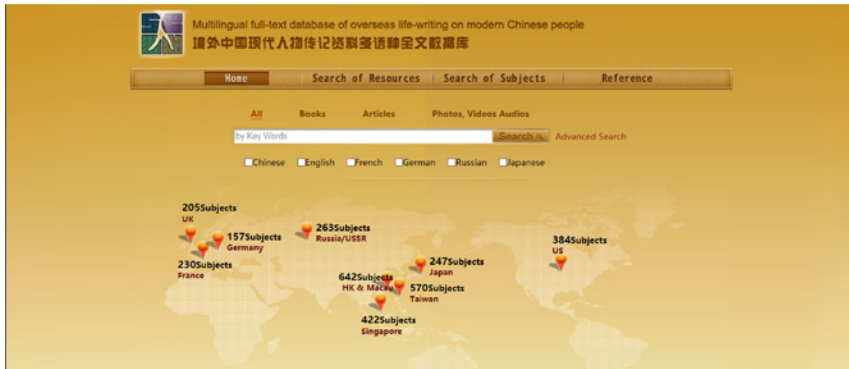 Multilingual full-text database of overseas life-writing on modern Chinese people
境外中国现代人物传记资料多语种全文数据库
Home Search of Resources Search of Subjects Reference
All Books Articles Photos, Videos Audios
by Key Words Search Advanced Search
Chinese English French German Russian Japanese
205Subjects
UK
157Subjects
Germany
230Subjects
France
263Subjects
Russia/USSR
384Subjects
US
247Subjects
Japan
642Subjects
HK & Macau
570Subjects
Taiwan
422Subjects
Singapore